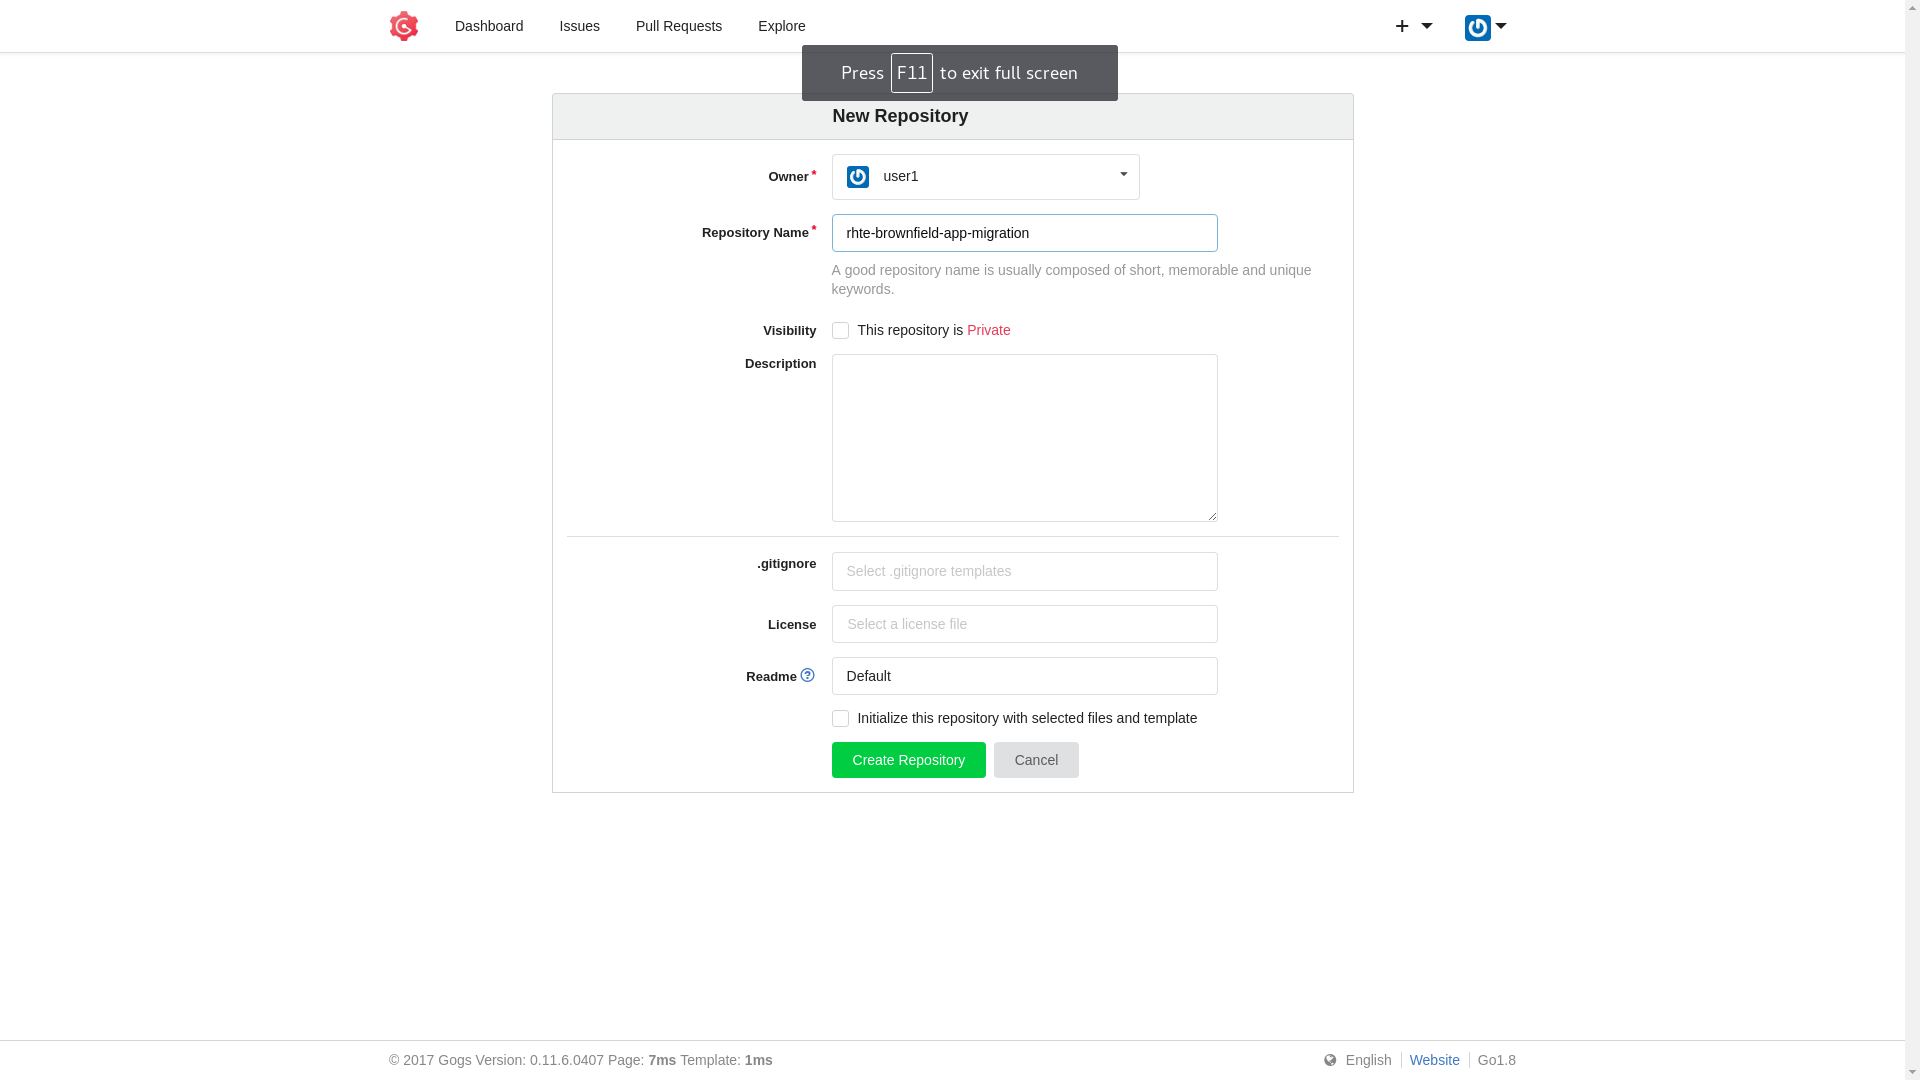 Dashboard Issues Pull Requests Explore
Press F11 to exit full screen
New Repository
Owner * user1
Repository Name * rhte-brownfield-app-migration
A good repository name is usually composed of short, memorable and unique
keywords.
Visibility This repository is Private
Description
.gitignore Select .gitignore templates
License Select a license file
Readme Default
Initialize this repository with selected files and template
Create Repository Cancel
© 2017 Gogs Version: 0.11.6.0407 Page: 7ms Template: 1ms English Website Go1.8